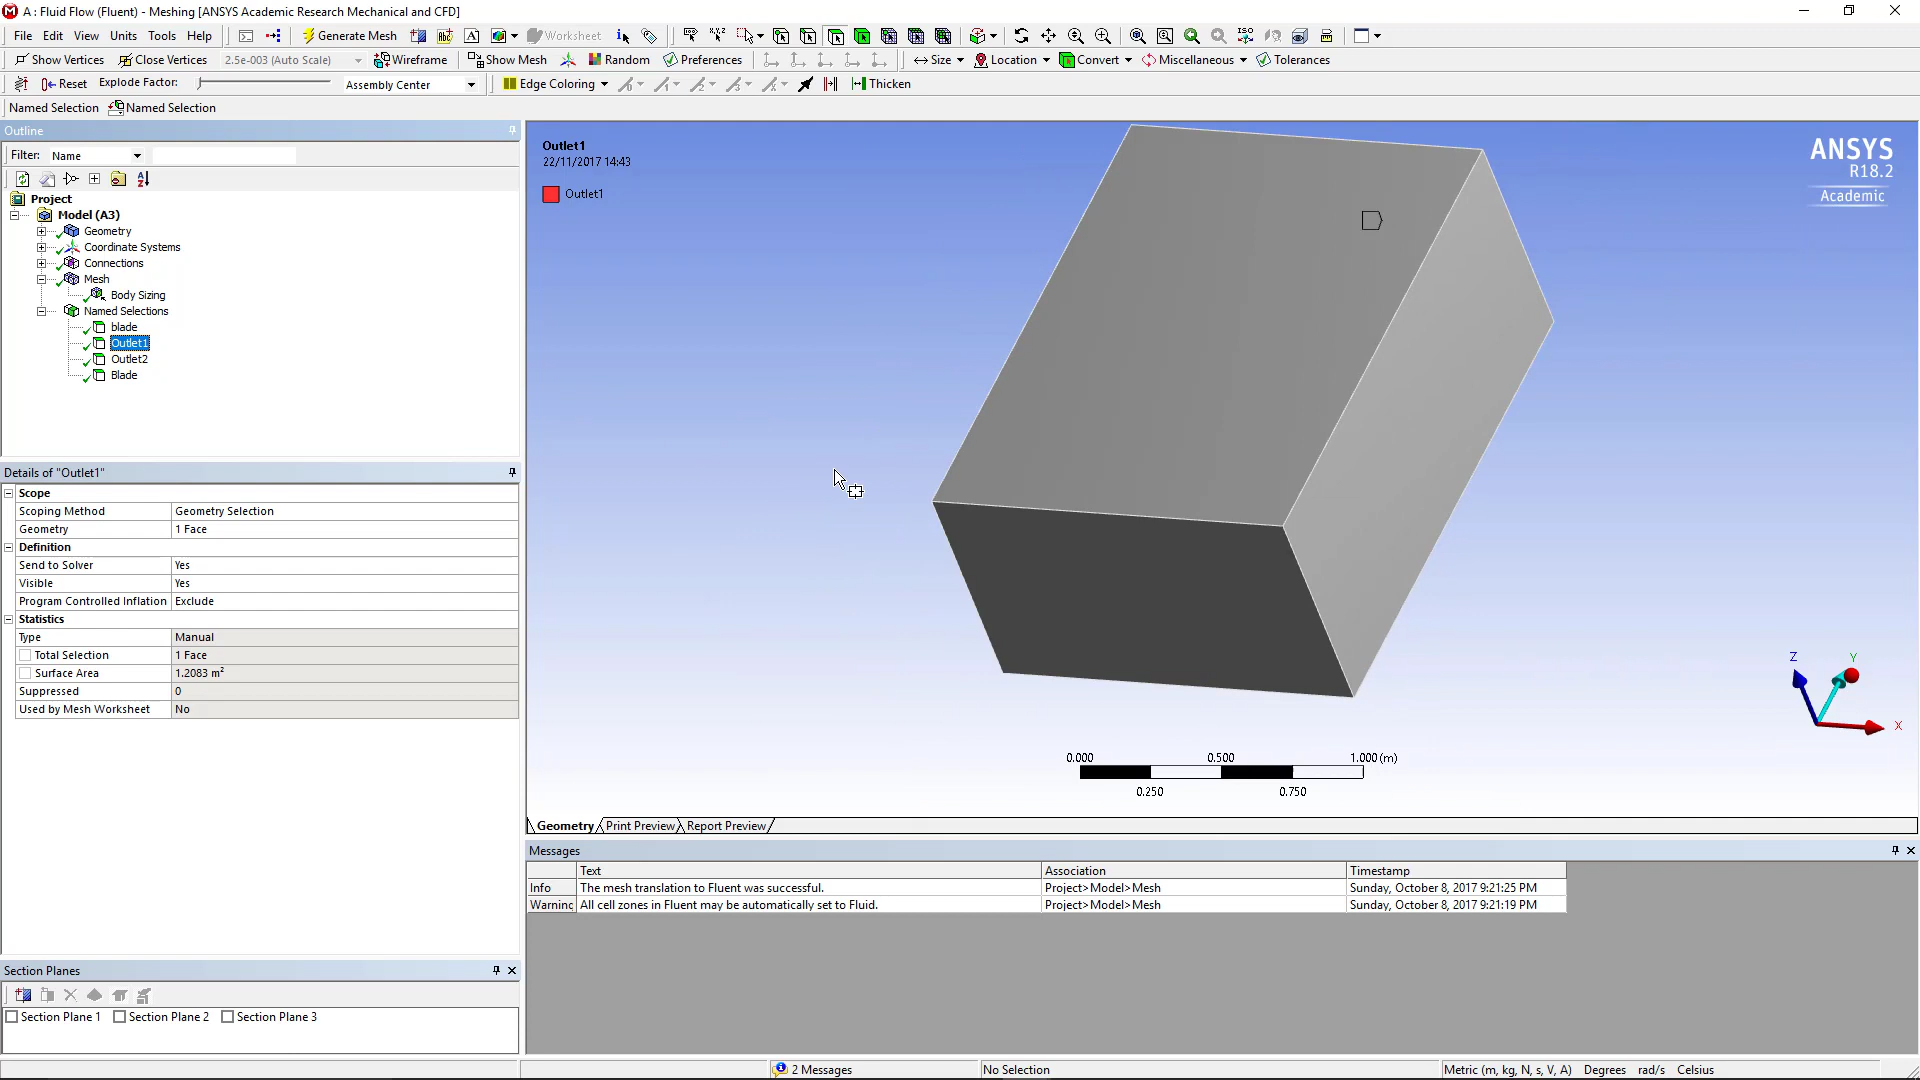 A : Fluid Flow (Fluent) - Meshing [ANSYS Academic Research Mechanical and CFD]
File Edit View Units Tools Help Generate Mesh Worksheet
Show Vertices Close Vertices 2.5e-003 (Auto Scale) Wireframe Show Mesh Random Preferences Size Location Convert Miscellaneous Tolerances
Reset Explode Factor: Assembly Center Edge Coloring Thicken
Named Selection Named Selection
Outline
Filter: Name
Project
Model (A3)
Geometry
Coordinate Systems
Connections
Mesh
Body Sizing
Named Selections
blade
Outlet1
Outlet2
Blade
Details of "Outlet1"
Scope
Scoping Method Geometry Selection
Geometry 1 Face
Definition
Send to Solver Yes
Visible Yes
Program Controlled Inflation Exclude
Statistics
Type Manual
Total Selection 1 Face
Surface Area 1.2083 m²
Suppressed 0
Used by Mesh Worksheet No
Section Planes
Section Plane 1 Section Plane 2 Section Plane 3
Outlet1
22/11/2017 14:43
Outlet1
ANSYS
R18.2
Academic
Z Y
X
0.000 0.500 1.000 (m)
0.250 0.750
Geometry Print Preview Report Preview
Messages
Text Association Timestamp
Info The mesh translation to Fluent was successful. Project>Model>Mesh Sunday, October 8, 2017 9:21:25 PM
Warning All cell zones in Fluent may be automatically set to Fluid. Project>Model>Mesh Sunday, October 8, 2017 9:21:19 PM
2 Messages No Selection Metric (m, kg, N, s, V, A) Degrees rad/s Celsius